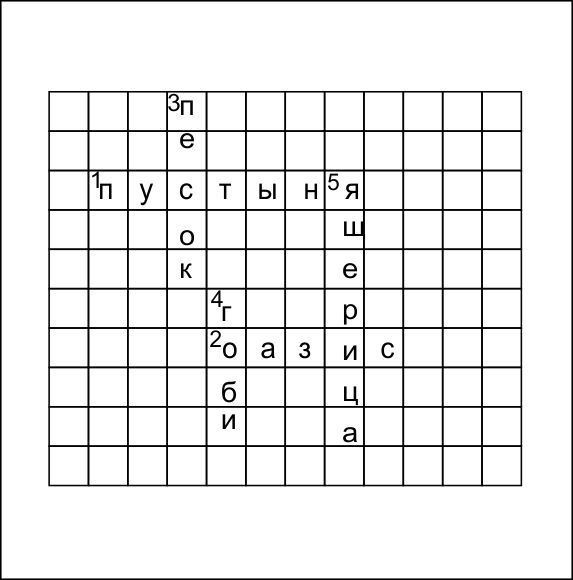 3п
е
1п у с т ы н 5я
о щ
к е
4г р
2о а з и с
б ц
и а